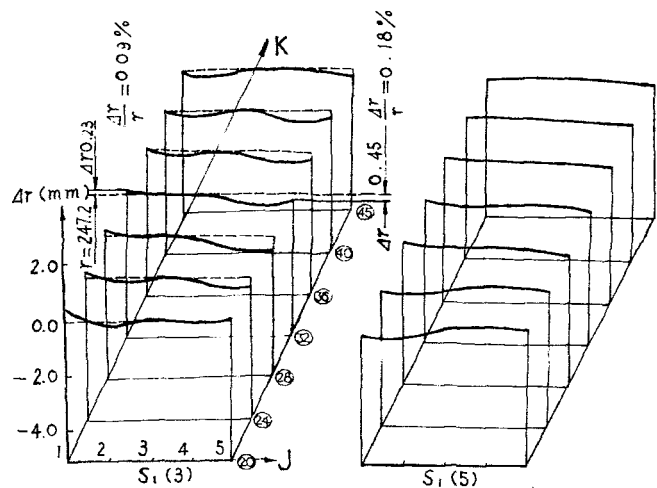 K
Δr/r = 0.09%
Δr 0.23
r = 247.2
0.45 Δr/r = 0.18%
Δr
Δr (mm)
2.0
0.0
-2.0
-4.0
45
40
36
32
28
24
20
1 2 3 4 5 J
S₁ (3)
S₁ (5)